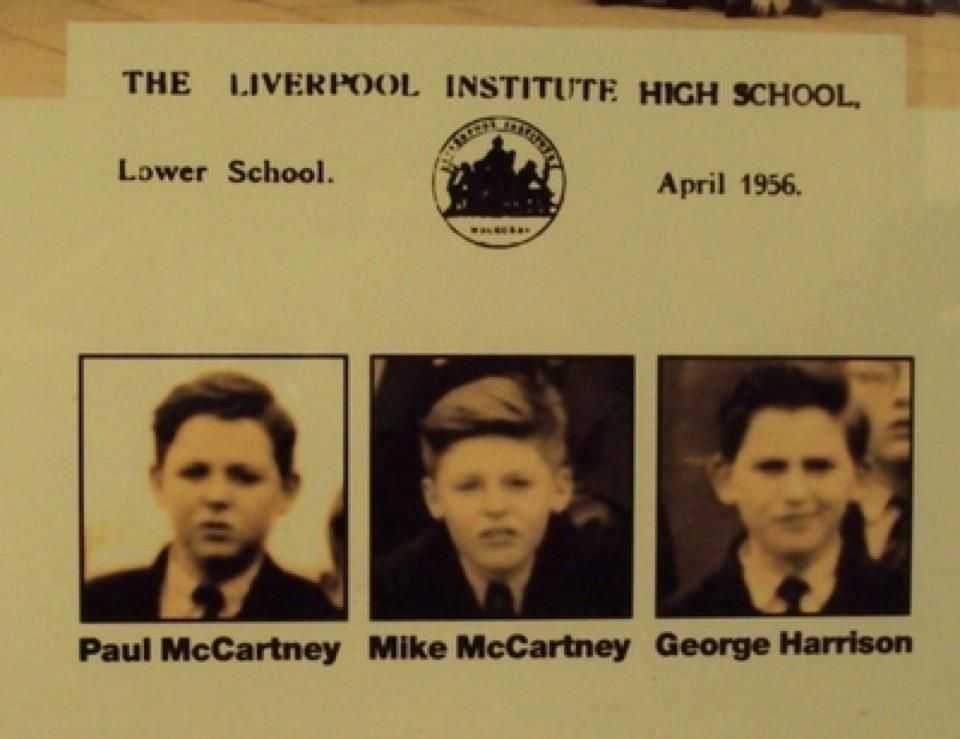 THE LIVERPOOL INSTITUTE HIGH SCHOOL,
Lower School.
April 1956.
Paul McCartney
Mike McCartney
George Harrison